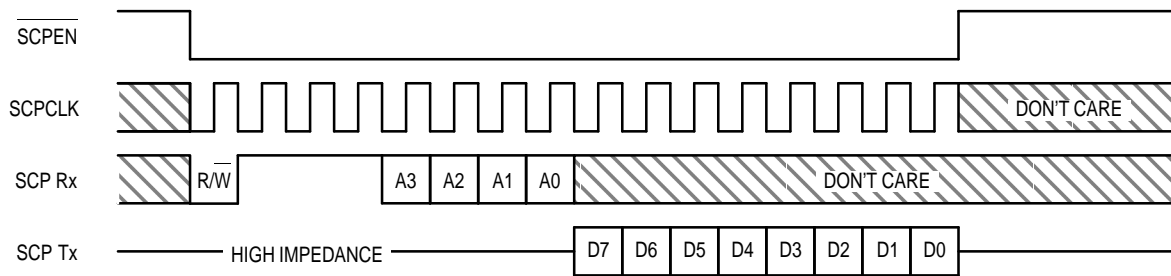 SCPEN
SCPCLK DON'T CARE
SCP Rx R/W A3 A2 A1 A0 DON'T CARE
SCP Tx HIGH IMPEDANCE D7 D6 D5 D4 D3 D2 D1 D0